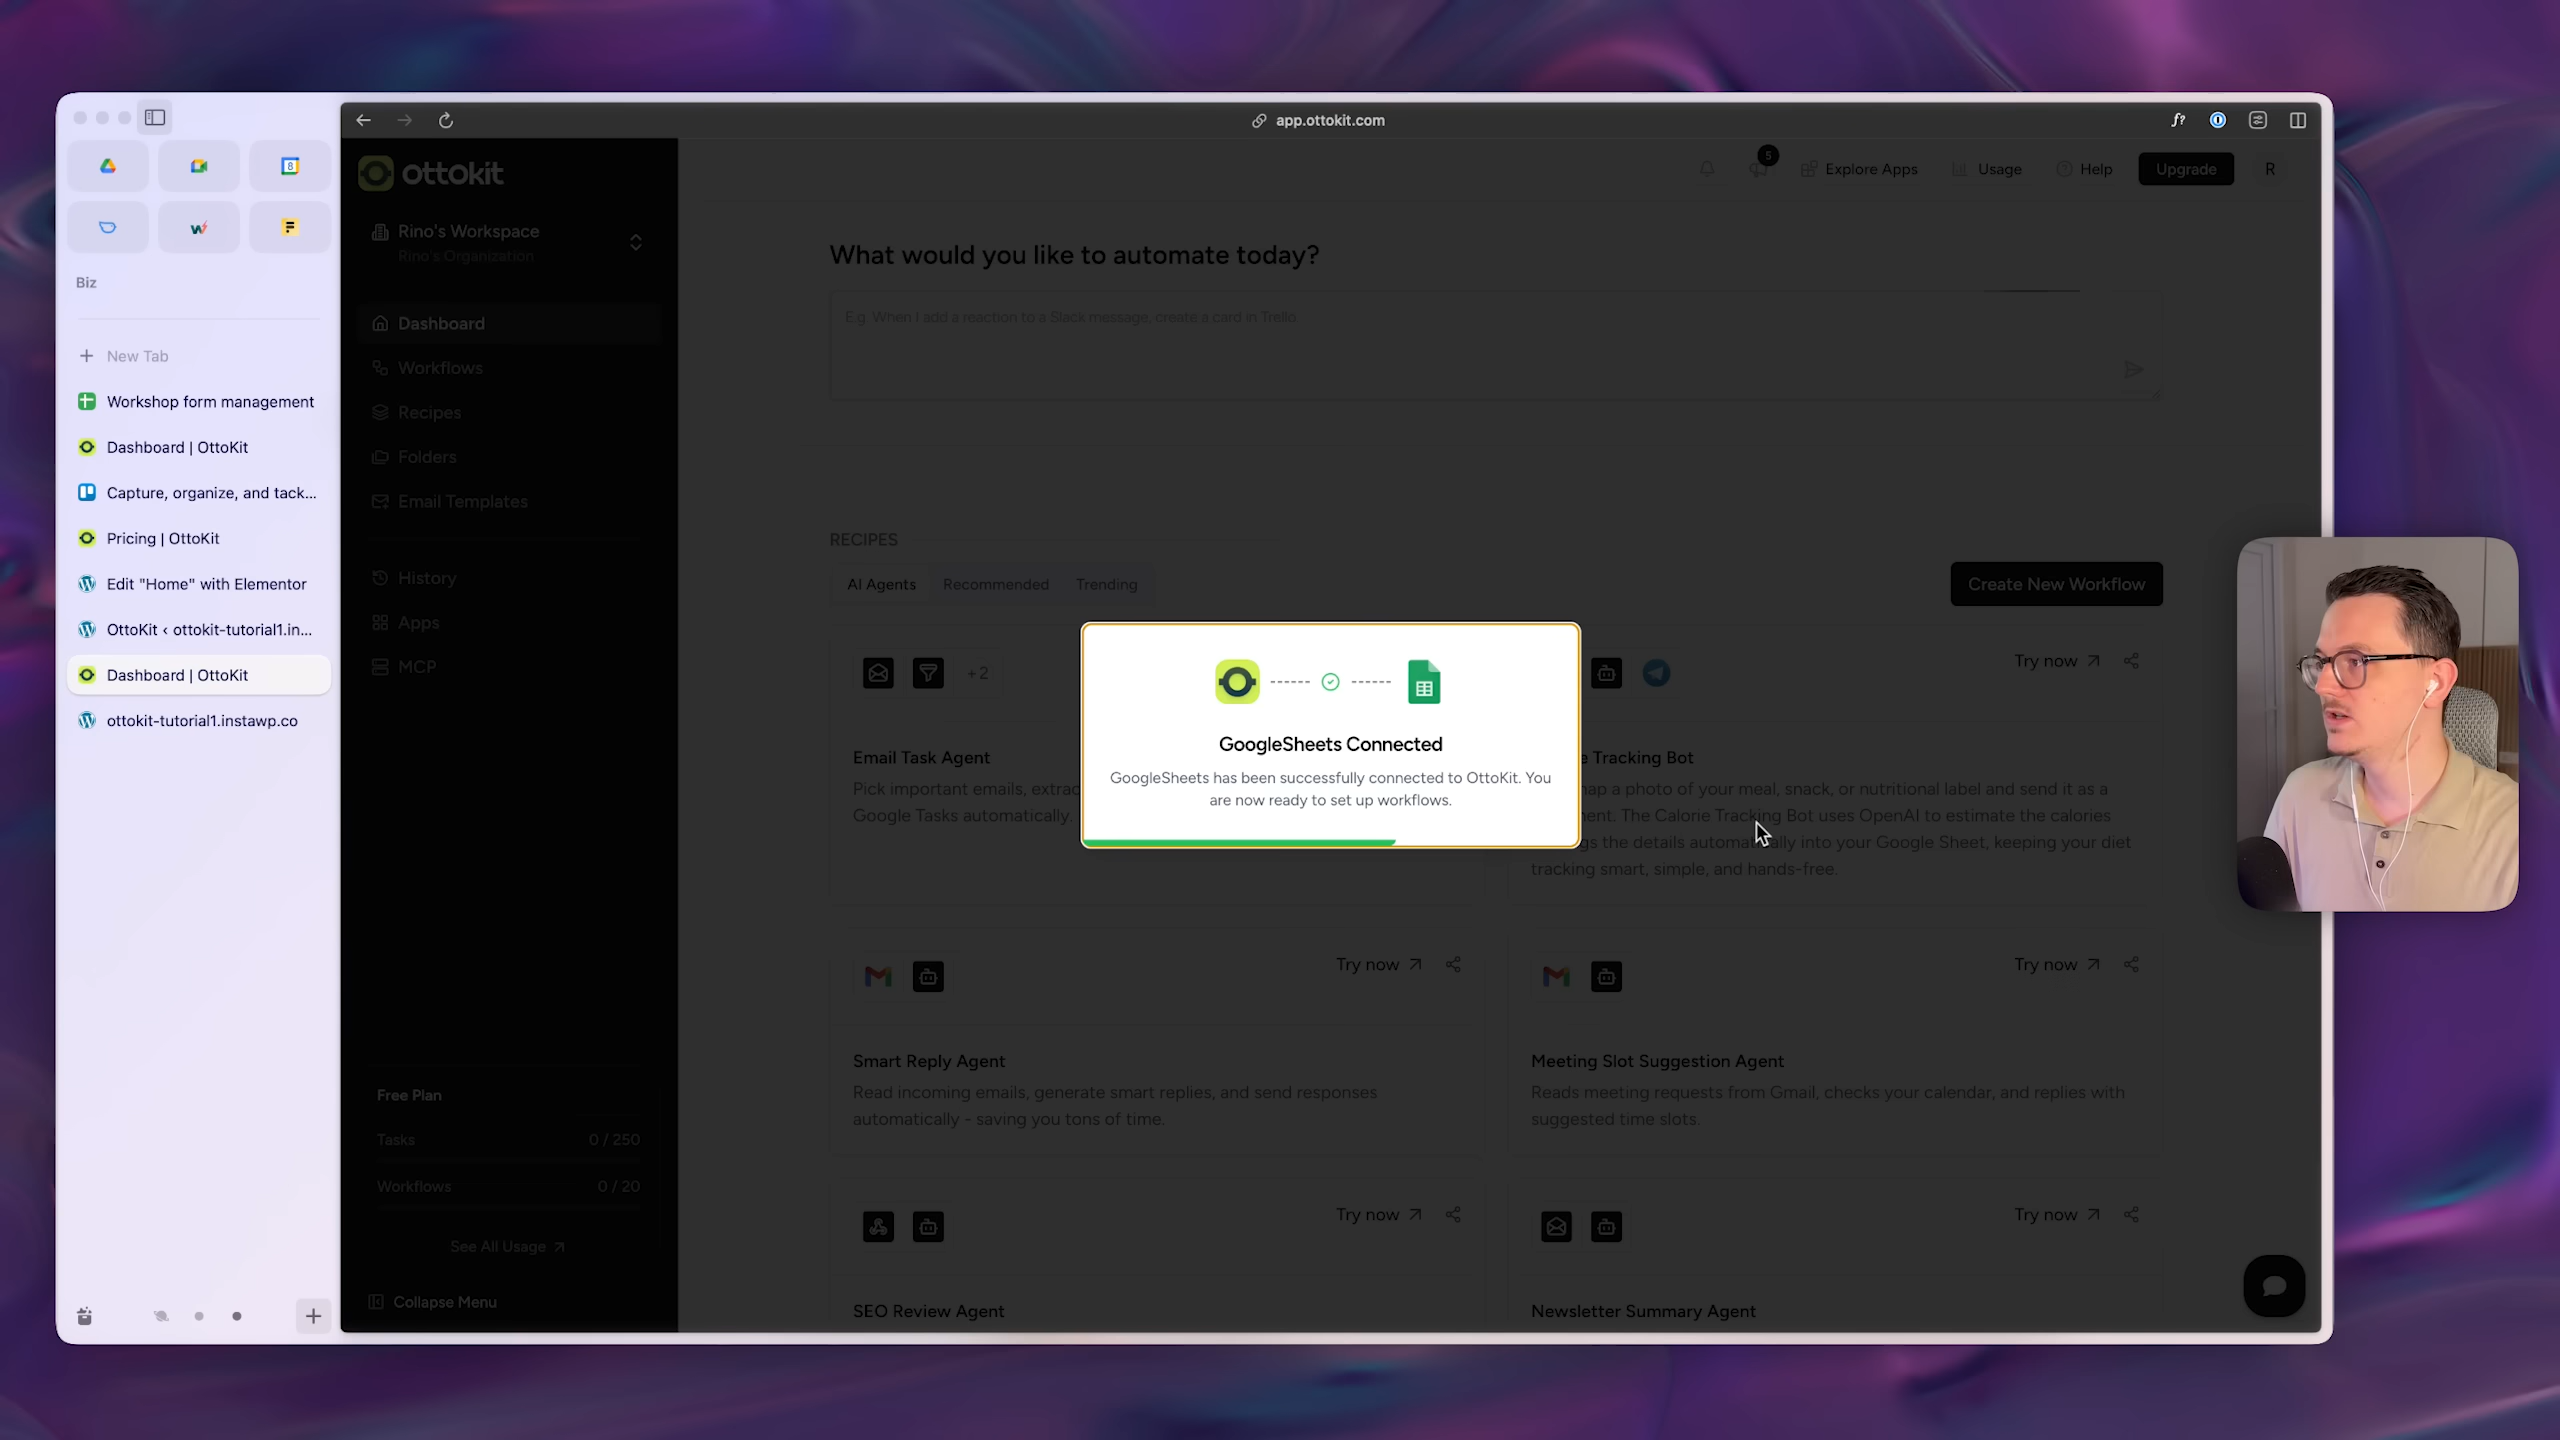 Biz
New Tab
Workshop form management
Dashboard | OttoKit
Capture, organize, and tack...
Pricing | OttoKit
Edit "Home" with Elementor
OttoKit ‹ ottokit-tutorial1.in...
Dashboard | OttoKit
ottokit-tutorial1.instawp.co
app.ottokit.com
ottokit
Rino's Workspace
Rino's Organization
Dashboard
Workflows
Recipes
Folders
Email Templates
History
Apps
MCP
Free Plan
Tasks 0 / 250
Workflows 0 / 20
See All Usage
Collapse Menu
5
Explore Apps
Usage
Help
Upgrade
R
What would you like to automate today?
E.g. When I add a reaction to a Slack message, create a card in Trello
RECIPES
AI Agents Recommended Trending
Create New Workflow
+2
Try now
Email Task Agent
Pick important emails, extrac
Google Tasks automatically.
GoogleSheets Connected
GoogleSheets has been successfully connected to OttoKit. You
are now ready to set up workflows.
Tracking Bot
a photo of your meal, snack, or nutritional label and send it as a
The Calorie Tracking Bot uses OpenAI to estimate the calories
the details automatically into your Google Sheet, keeping your diet
tracking smart, simple, and hands-free.
Try now
Smart Reply Agent
Read incoming emails, generate smart replies, and send responses
automatically - saving you tons of time.
Try now
Meeting Slot Suggestion Agent
Reads meeting requests from Gmail, checks your calendar, and replies with
suggested time slots.
Try now
SEO Review Agent
Try now
Newsletter Summary Agent